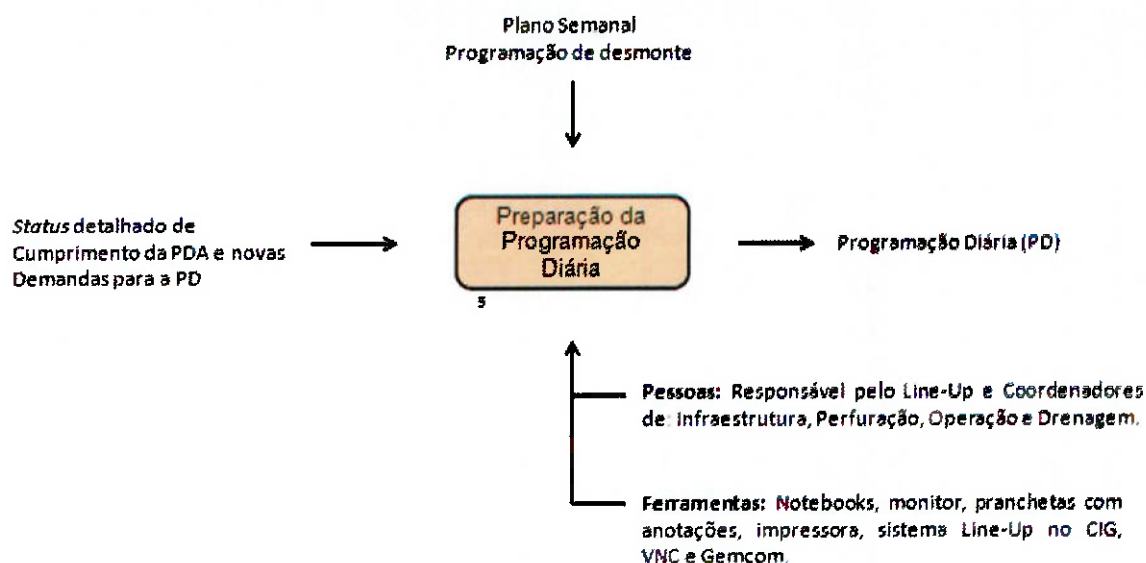 Plano Semanal
Programação de desmonte
Status detalhado de
Cumprimento da PDA e novas
Demandas para a PD
Preparação da
Programação
Diária
5
Programação Diária (PD)
Pessoas: Responsável pelo Line-Up e Coordenadores
de: Infraestrutura, Perfuração, Operação e Drenagem.
Ferramentas: Notebooks, monitor, pranchetas com
anotações, impressora, sistema Line-Up no CIG,
VNC e Gemcom.